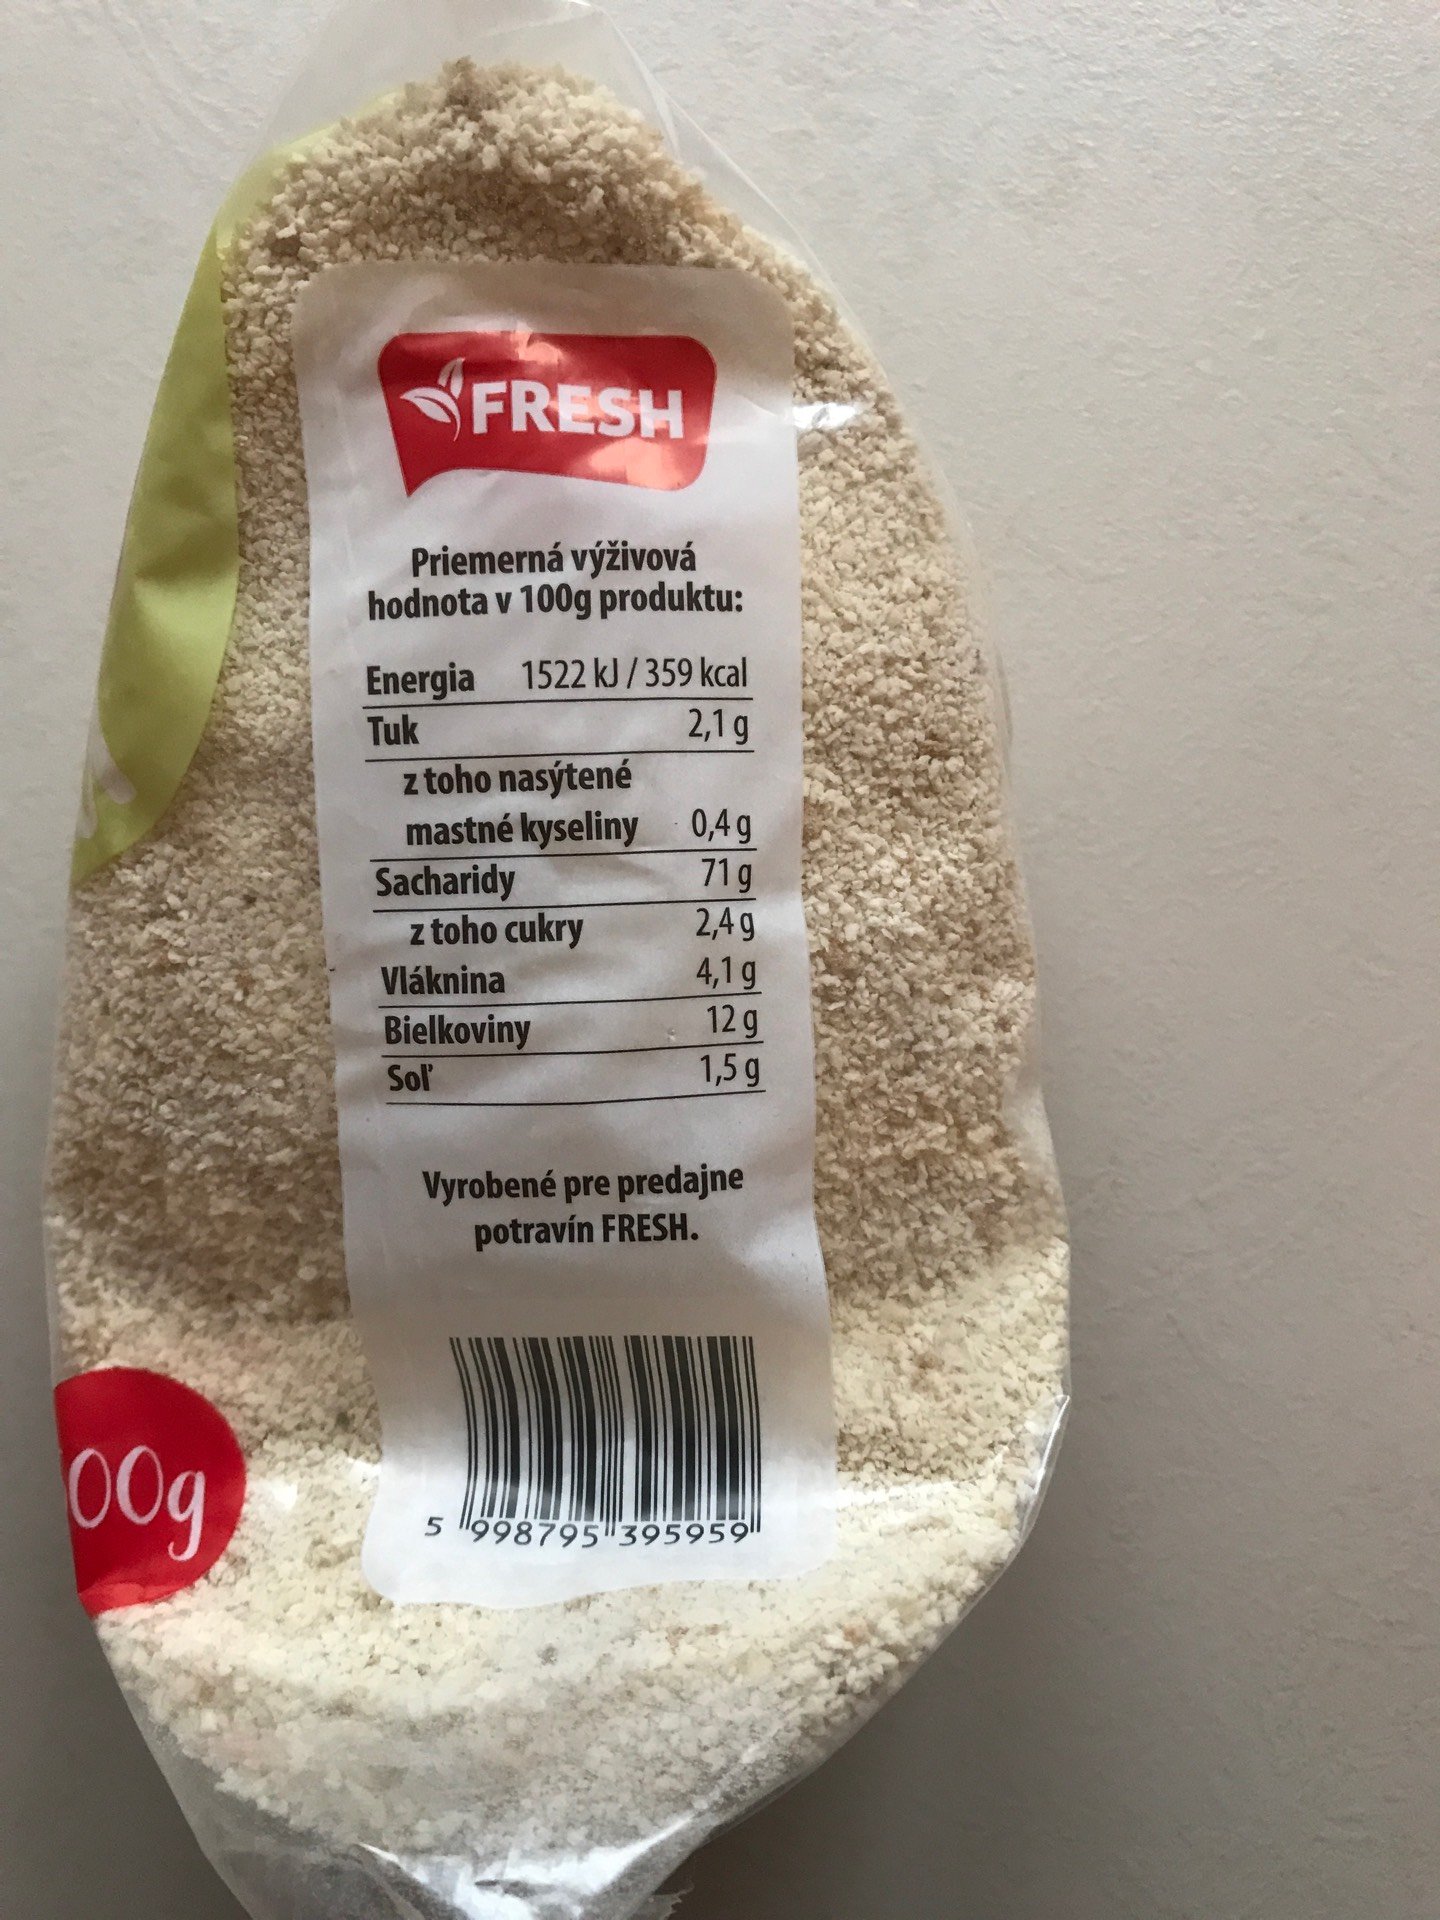 FRESH
Priemerná výživová
hodnota v 100g produktu:
Energia 1522 kJ / 359 kcal
Tuk 2,1 g
z toho nasýtené
mastné kyseliny 0,4 g
Sacharidy 71 g
z toho cukry 2,4 g
Vláknina 4,1 g
Bielkoviny 12 g
Soľ 1,5 g
Vyrobené pre predajne
potravín FRESH.
00g
5 998795 395959